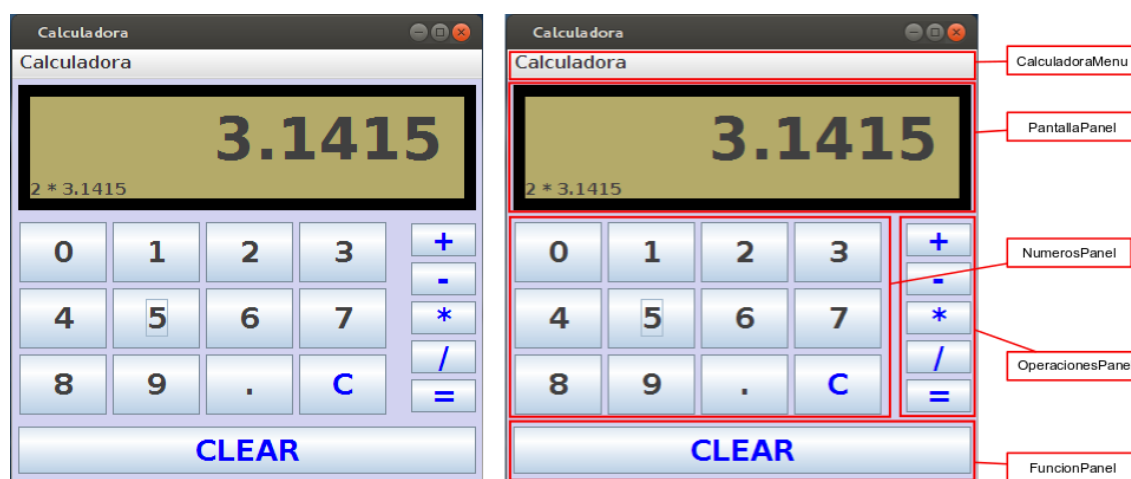 Calculadora
Calculadora
3.1415
2 * 3.1415
0 1 2 3 +
-
4 5 6 7 *
/
8 9 . C =
CLEAR
Calculadora
Calculadora
3.1415
2 * 3.1415
0 1 2 3 +
-
4 5 6 7 *
/
8 9 . C =
CLEAR
CalculadoraMenu
PantallaPanel
NumerosPanel
OperacionesPane
FuncionPanel